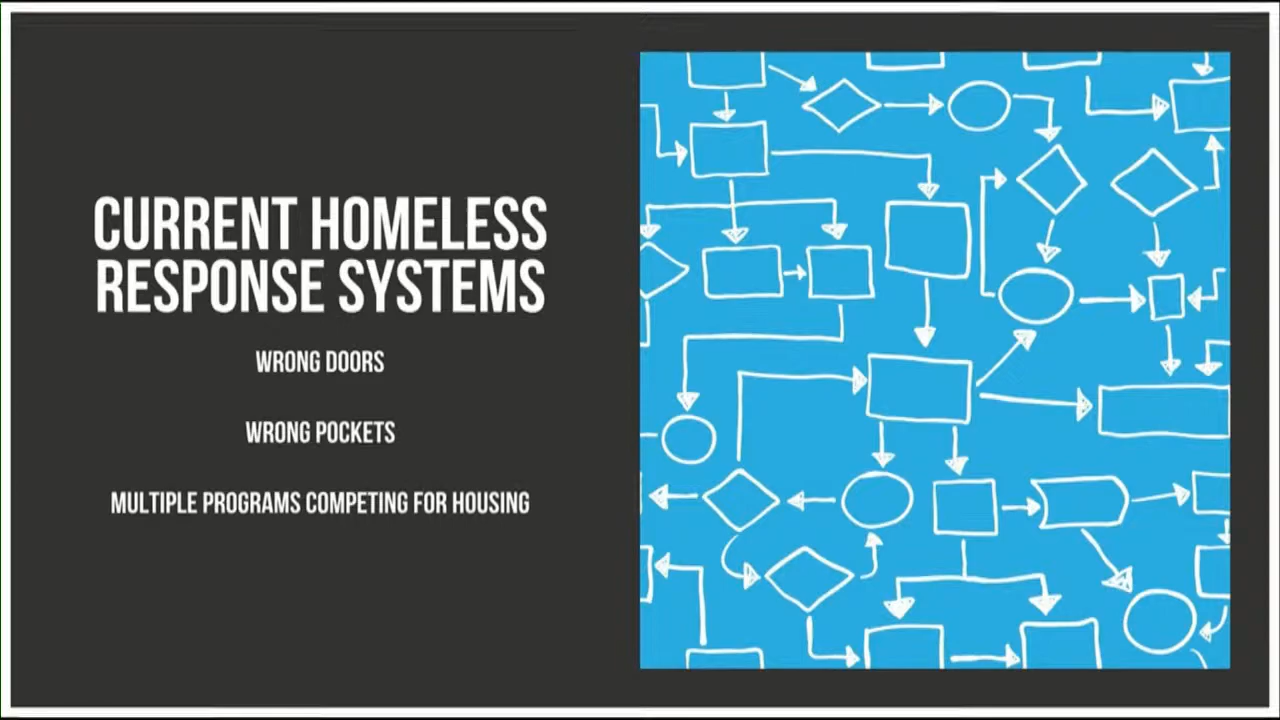 CURRENT HOMELESS
RESPONSE SYSTEMS
WRONG DOORS
WRONG POCKETS
MULTIPLE PROGRAMS COMPETING FOR HOUSING